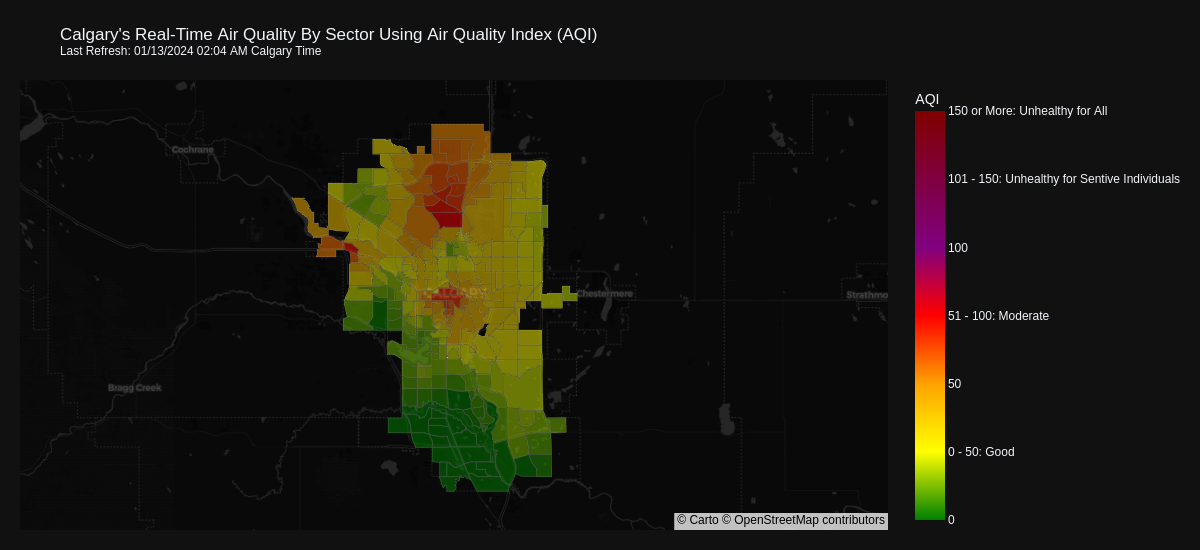 Calgary's Real-Time Air Quality By Sector Using Air Quality Index (AQI)
Last Refresh: 01/13/2024 02:04 AM Calgary Time
AQI
150 or More: Unhealthy for All
Cochrane
101 - 150: Unhealthy for Sentive Individuals
100
CALGARY
Chestermere
Strathmo
51 - 100: Moderate
50
Bragg Creek
0 - 50: Good
0
© Carto © OpenStreetMap contributors